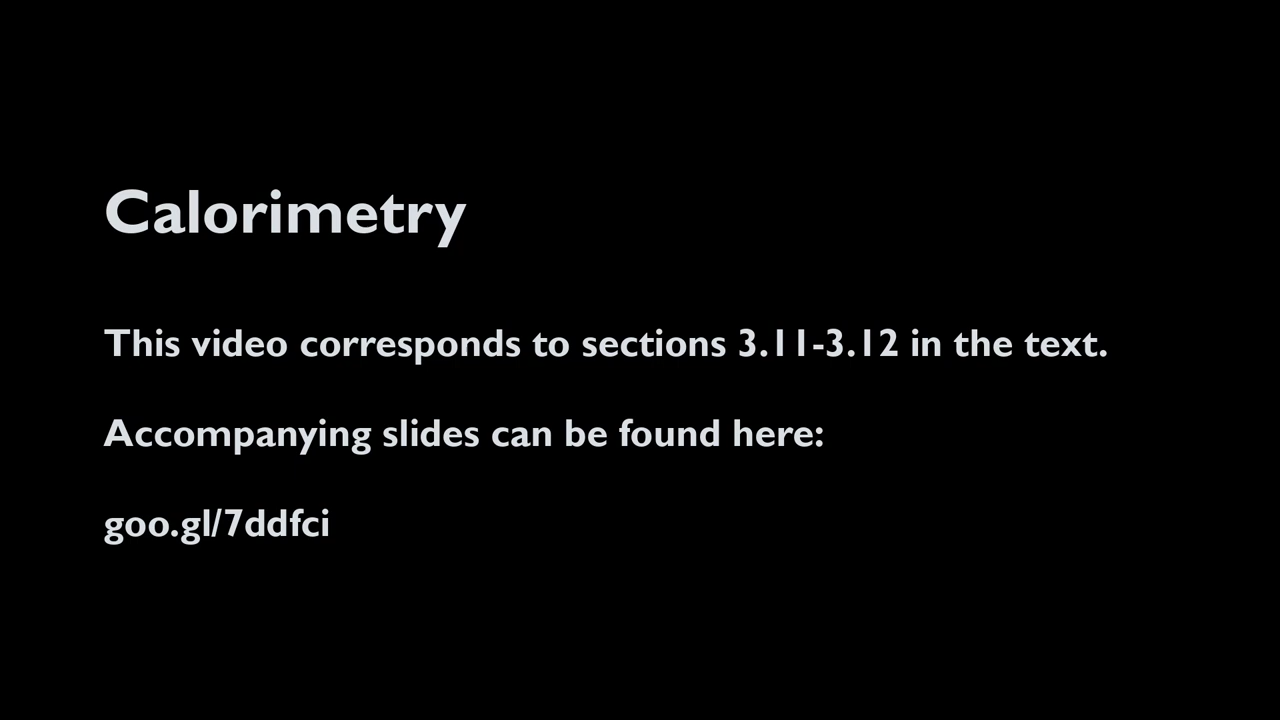 Calorimetry
This video corresponds to sections 3.11-3.12 in the text.
Accompanying slides can be found here:
goo.gl/7ddfci